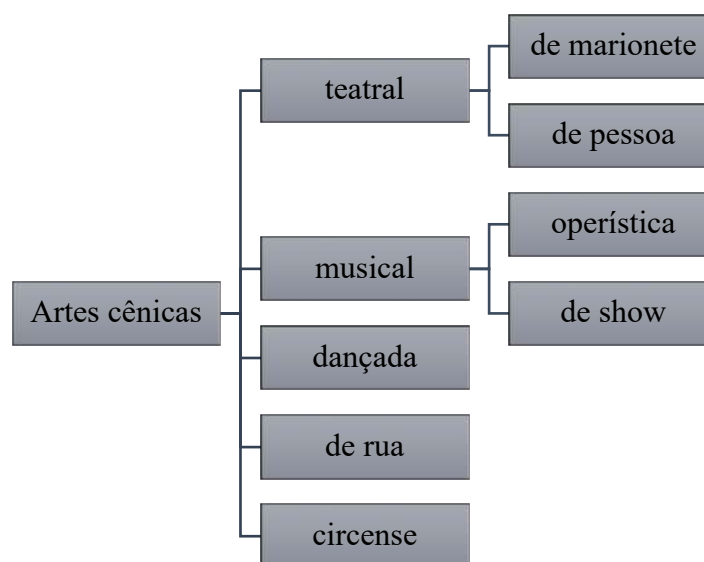 de marionete
teatral
de pessoa
operística
musical
Artes cênicas
de show
dançada
de rua
circense